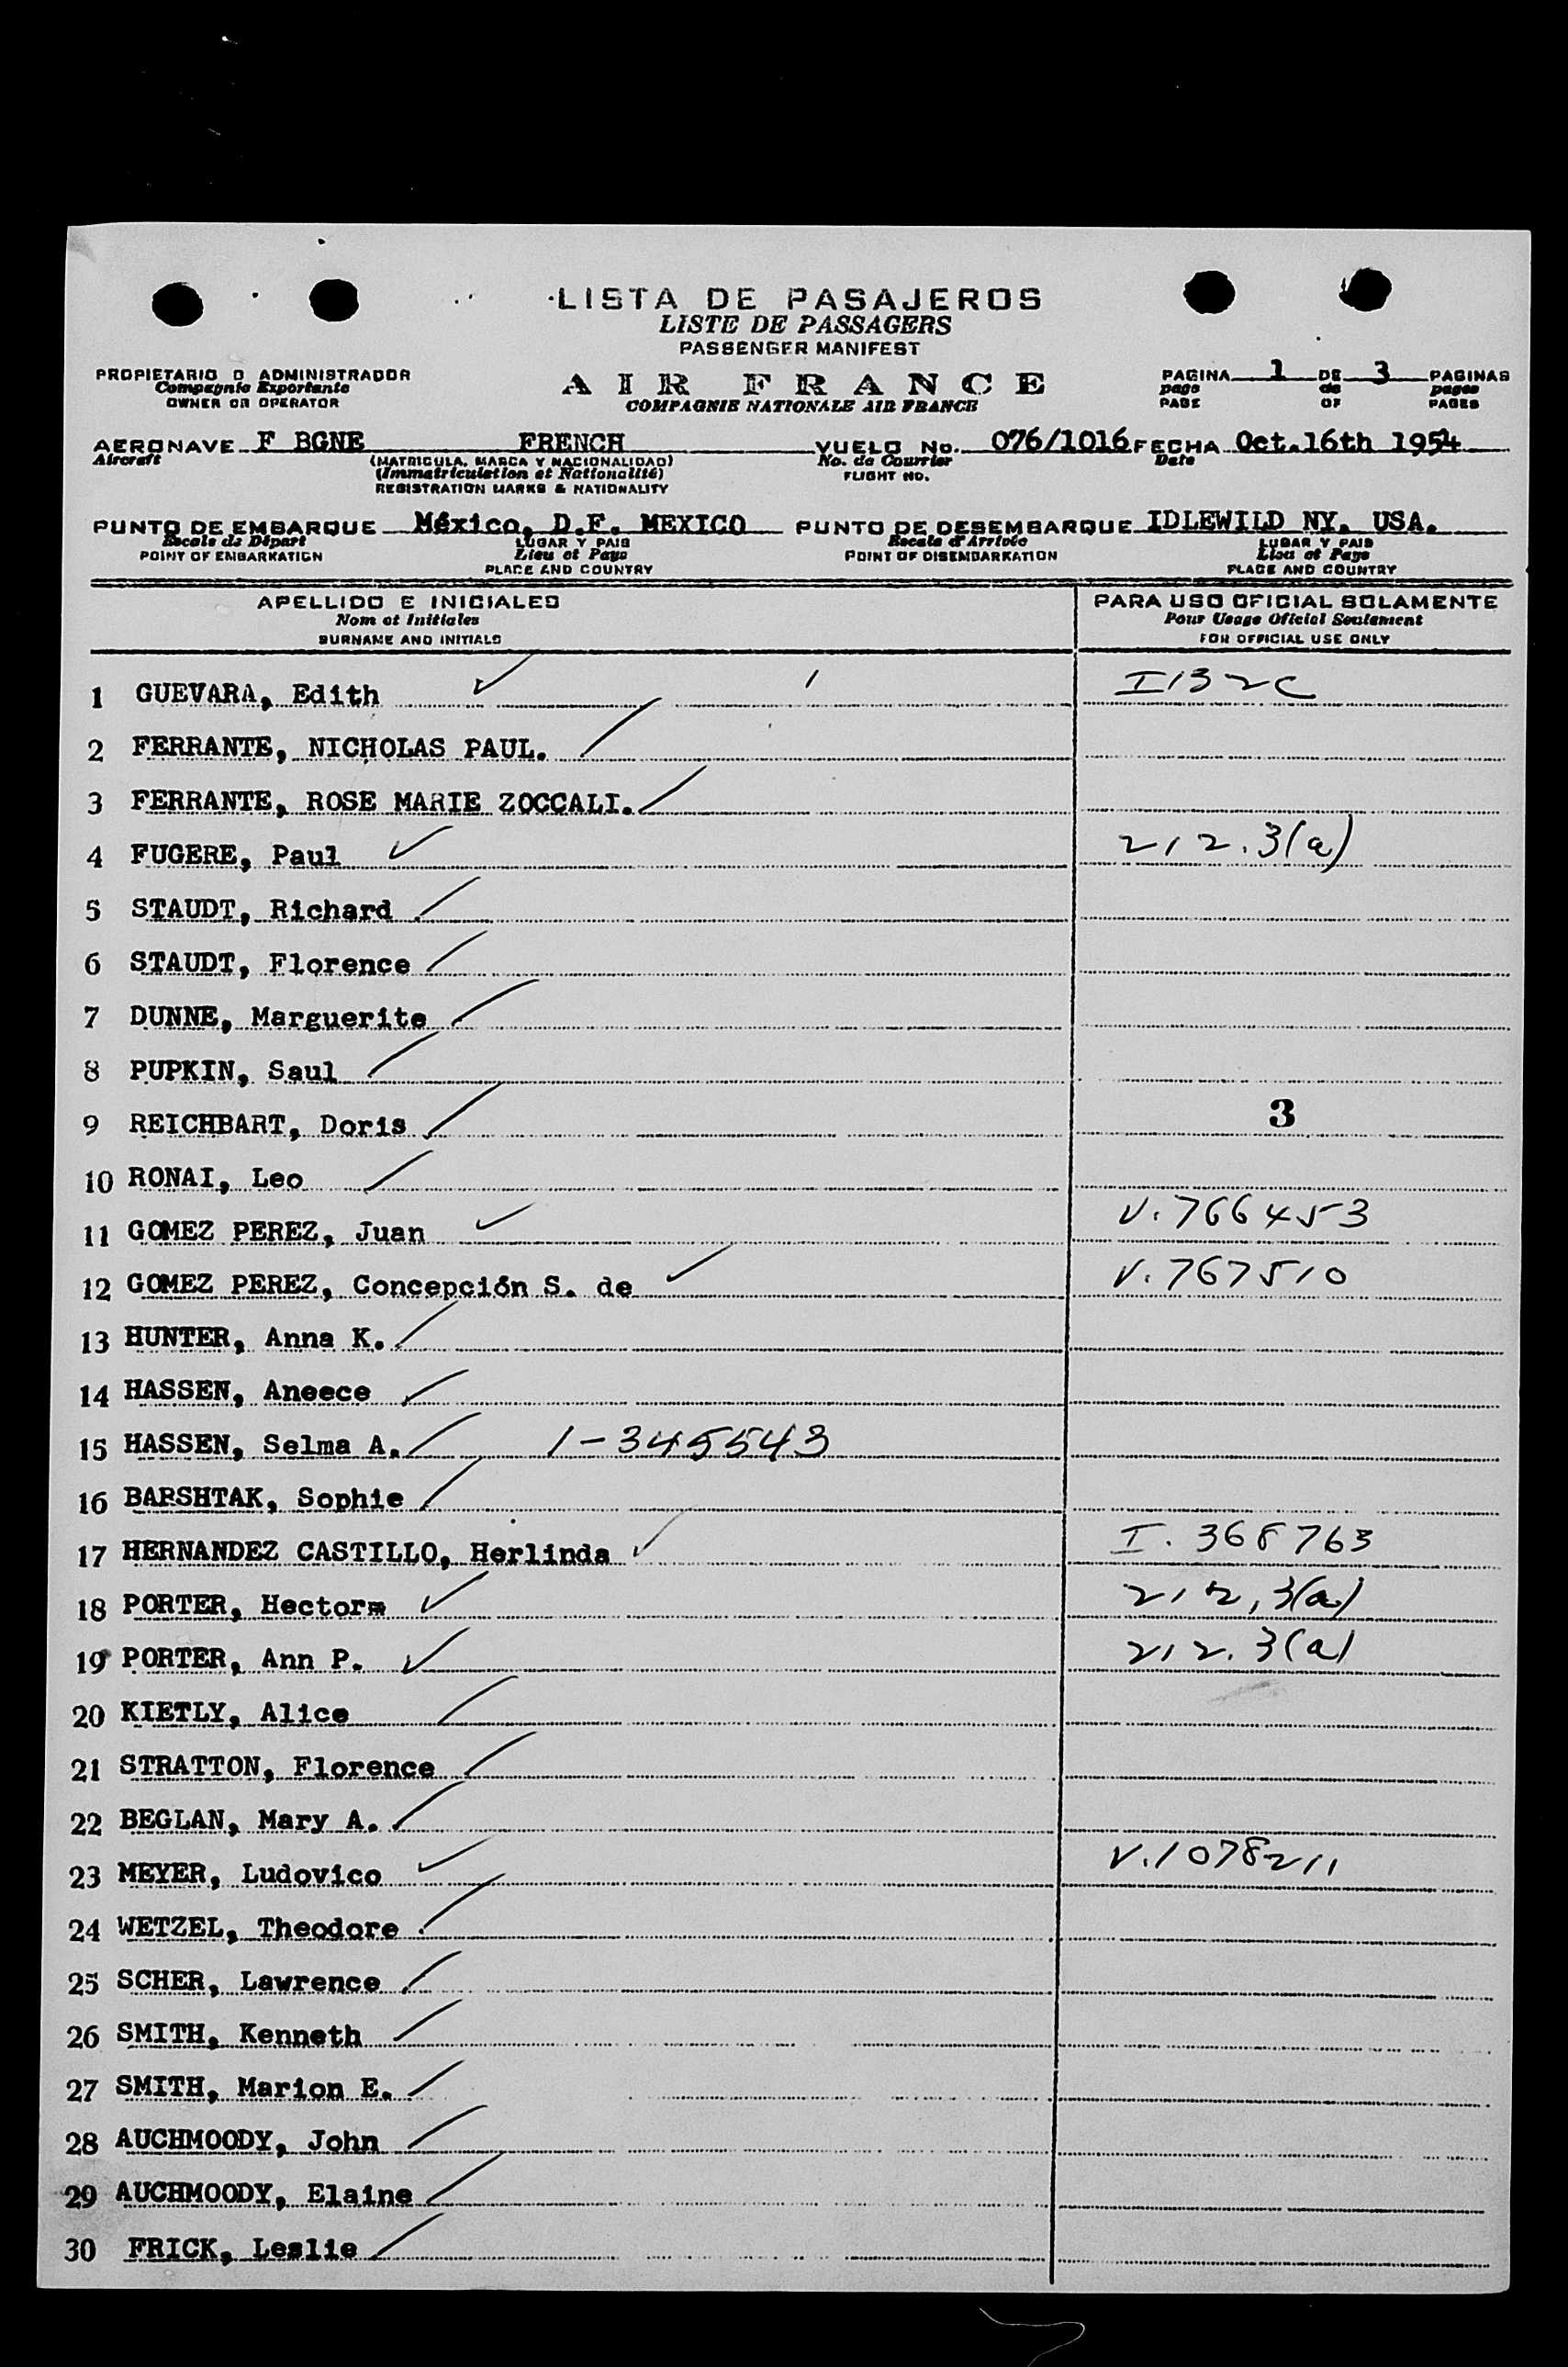 LISTA DE PASAJEROS
LISTE DE PASSAGERS
PASSENGER MANIFEST
PROPIETARIO O ADMINISTRADOR
Compagnie Exportante
OWNER OR OPERATOR
AIR FRANCE
COMPAGNIE NATIONALE AIR FRANCE
PAGINA 1 DE 3 PAGINAS
page de pages
PAGE OF PAGES
AERONAVE F BGNE FRENCH VUELO No. 076/1016 FECHA Oct.16th 1954
Aircraft (MATRICULA, MARCA Y NACIONALIDAD) No. de Courrier Date
(Immatriculation et Nationalité) FLIGHT NO.
REGISTRATION MARKS & NATIONALITY
PUNTO DE EMBARQUE México, D.F. MEXICO PUNTO DE DESEMBARQUE IDLEWILD NY. USA.
Escale de Départ LUGAR Y PAIS Escale d'Arrivée LUGAR Y PAIS
POINT OF EMBARKATION Lieu et Pays POINT OF DISEMBARKATION Lieu et Pays
PLACE AND COUNTRY PLACE AND COUNTRY
APELLIDO E INICIALES PARA USO OFICIAL SOLAMENTE
Nom et Initiales Pour Usage Oficiel Seulement
SURNAME AND INITIALS FOR OFFICIAL USE ONLY
1 GUEVARA, Edith I132C
2 FERRANTE, NICHOLAS PAUL.
3 FERRANTE, ROSE MARIE ZOCCALI.
4 FUGERE, Paul 212.3(a)
5 STAUDT, Richard
6 STAUDT, Florence
7 DUNNE, Marguerite
8 PUPKIN, Saul
9 REICHBART, Doris 3
10 RONAI, Leo
11 GOMEZ PEREZ, Juan V.766453
12 GOMEZ PEREZ, Concepción S. de V.767510
13 HUNTER, Anna K.
14 HASSEN, Aneece
15 HASSEN, Selma A. 1-345543
16 BARSHTAK, Sophie
17 HERNANDEZ CASTILLO, Herlinda I.368763
18 PORTER, Hector 212.3(a)
19 PORTER, Ann P. 212.3(a)
20 KIETLY, Alice
21 STRATTON, Florence
22 BEGLAN, Mary A.
23 MEYER, Ludovico V.1078211
24 WETZEL, Theodore
25 SCHER, Lawrence
26 SMITH, Kenneth
27 SMITH, Marion E.
28 AUCHMOODY, John
29 AUCHMOODY, Elaine
30 FRICK, Leslie